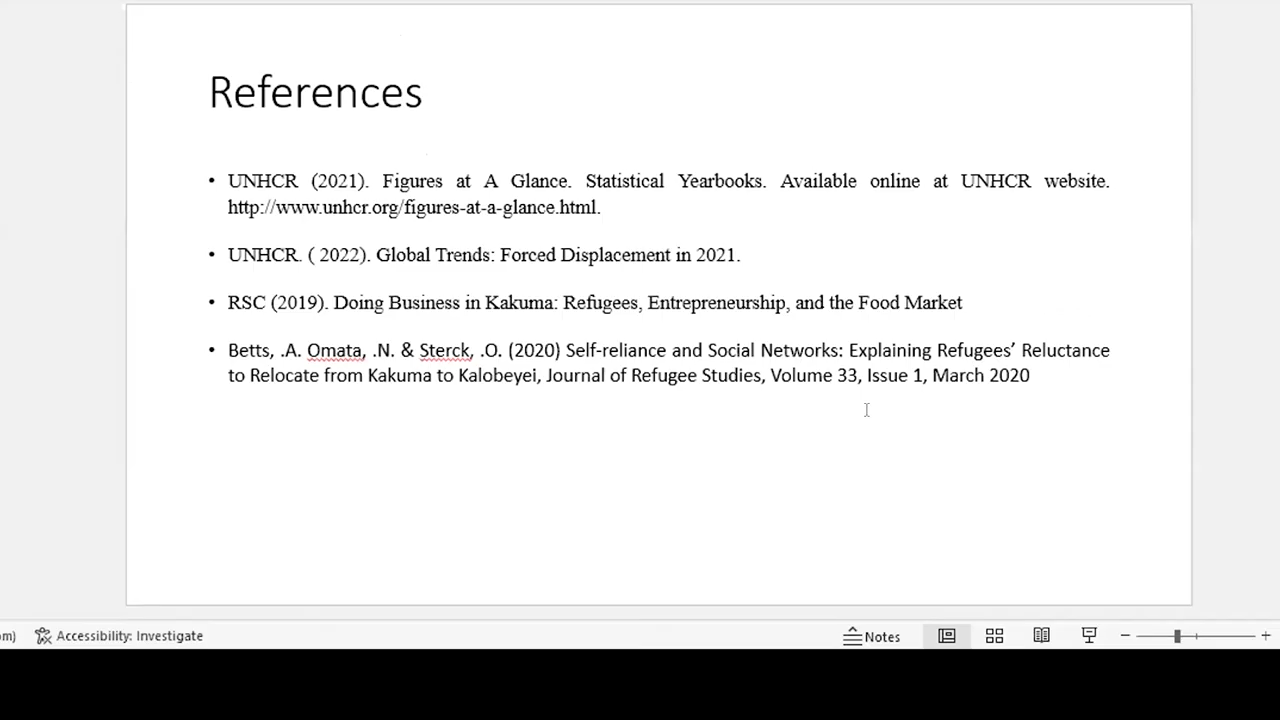 References
• UNHCR (2021). Figures at A Glance. Statistical Yearbooks. Available online at UNHCR website.
http://www.unhcr.org/figures-at-a-glance.html.
• UNHCR. ( 2022). Global Trends: Forced Displacement in 2021.
• RSC (2019). Doing Business in Kakuma: Refugees, Entrepreneurship, and the Food Market
• Betts, .A. Omata, .N. & Sterck, .O. (2020) Self-reliance and Social Networks: Explaining Refugees’ Reluctance
to Relocate from Kakuma to Kalobeyei, Journal of Refugee Studies, Volume 33, Issue 1, March 2020
om) Accessibility: Investigate Notes